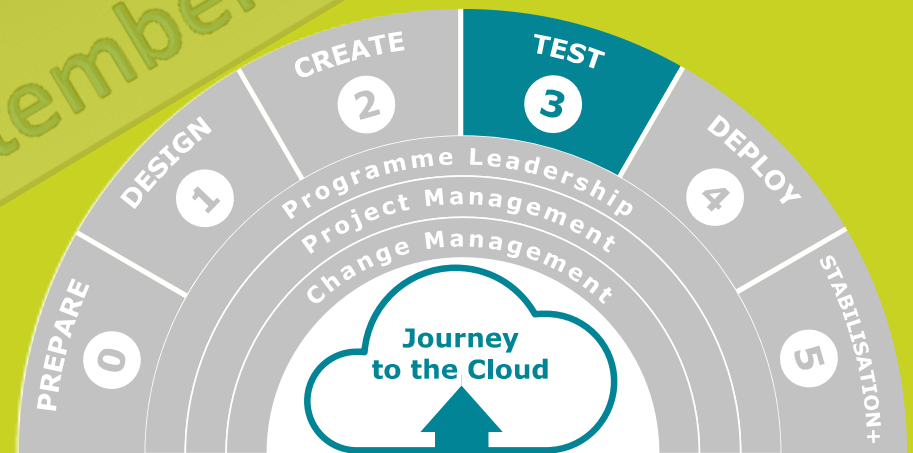 PREPARE
0
DESIGN
1
CREATE
2
TEST
3
DEPLOY
4
STABILISATION+
5
Programme Leadership
Project Management
Change Management
Journey
to the Cloud